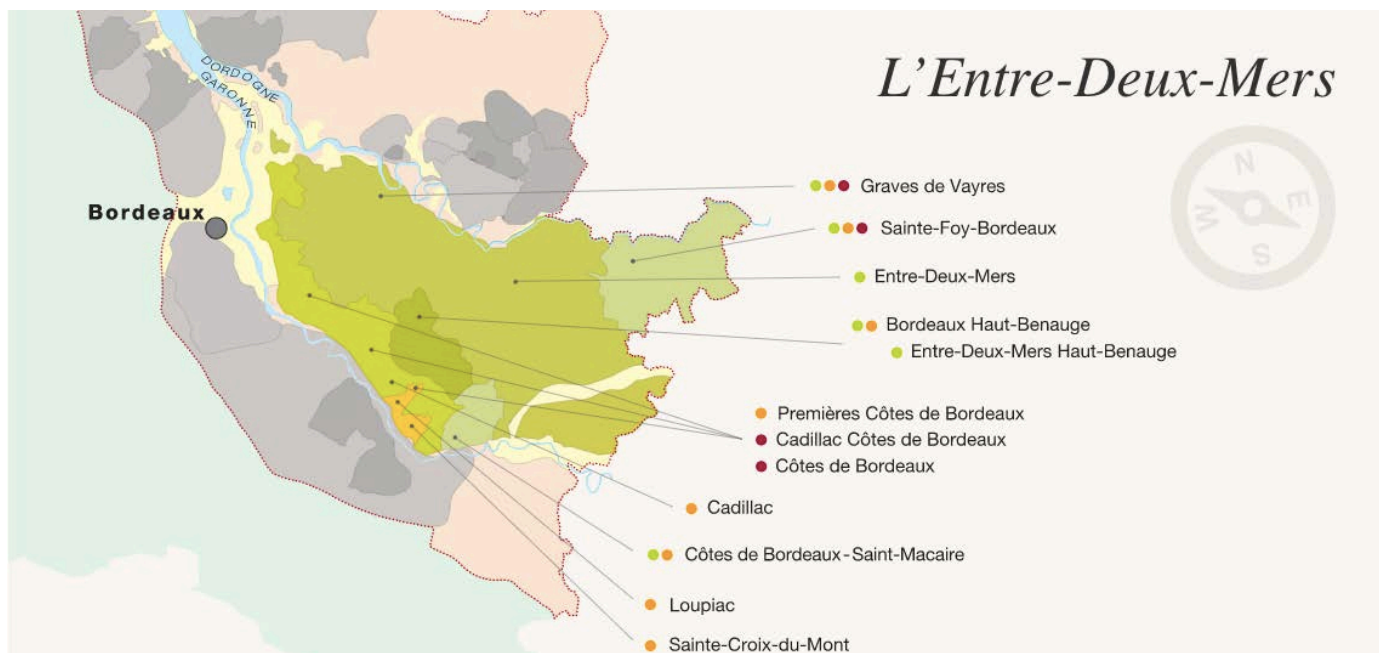 L'Entre-Deux-Mers
DORDOGNE
GARONNE
N
E
S
W
Bordeaux
Graves de Vayres
Sainte-Foy-Bordeaux
Entre-Deux-Mers
Bordeaux Haut-Benauge
Entre-Deux-Mers Haut-Benauge
Premières Côtes de Bordeaux
Cadillac Côtes de Bordeaux
Côtes de Bordeaux
Cadillac
Côtes de Bordeaux-Saint-Macaire
Loupiac
Sainte-Croix-du-Mont